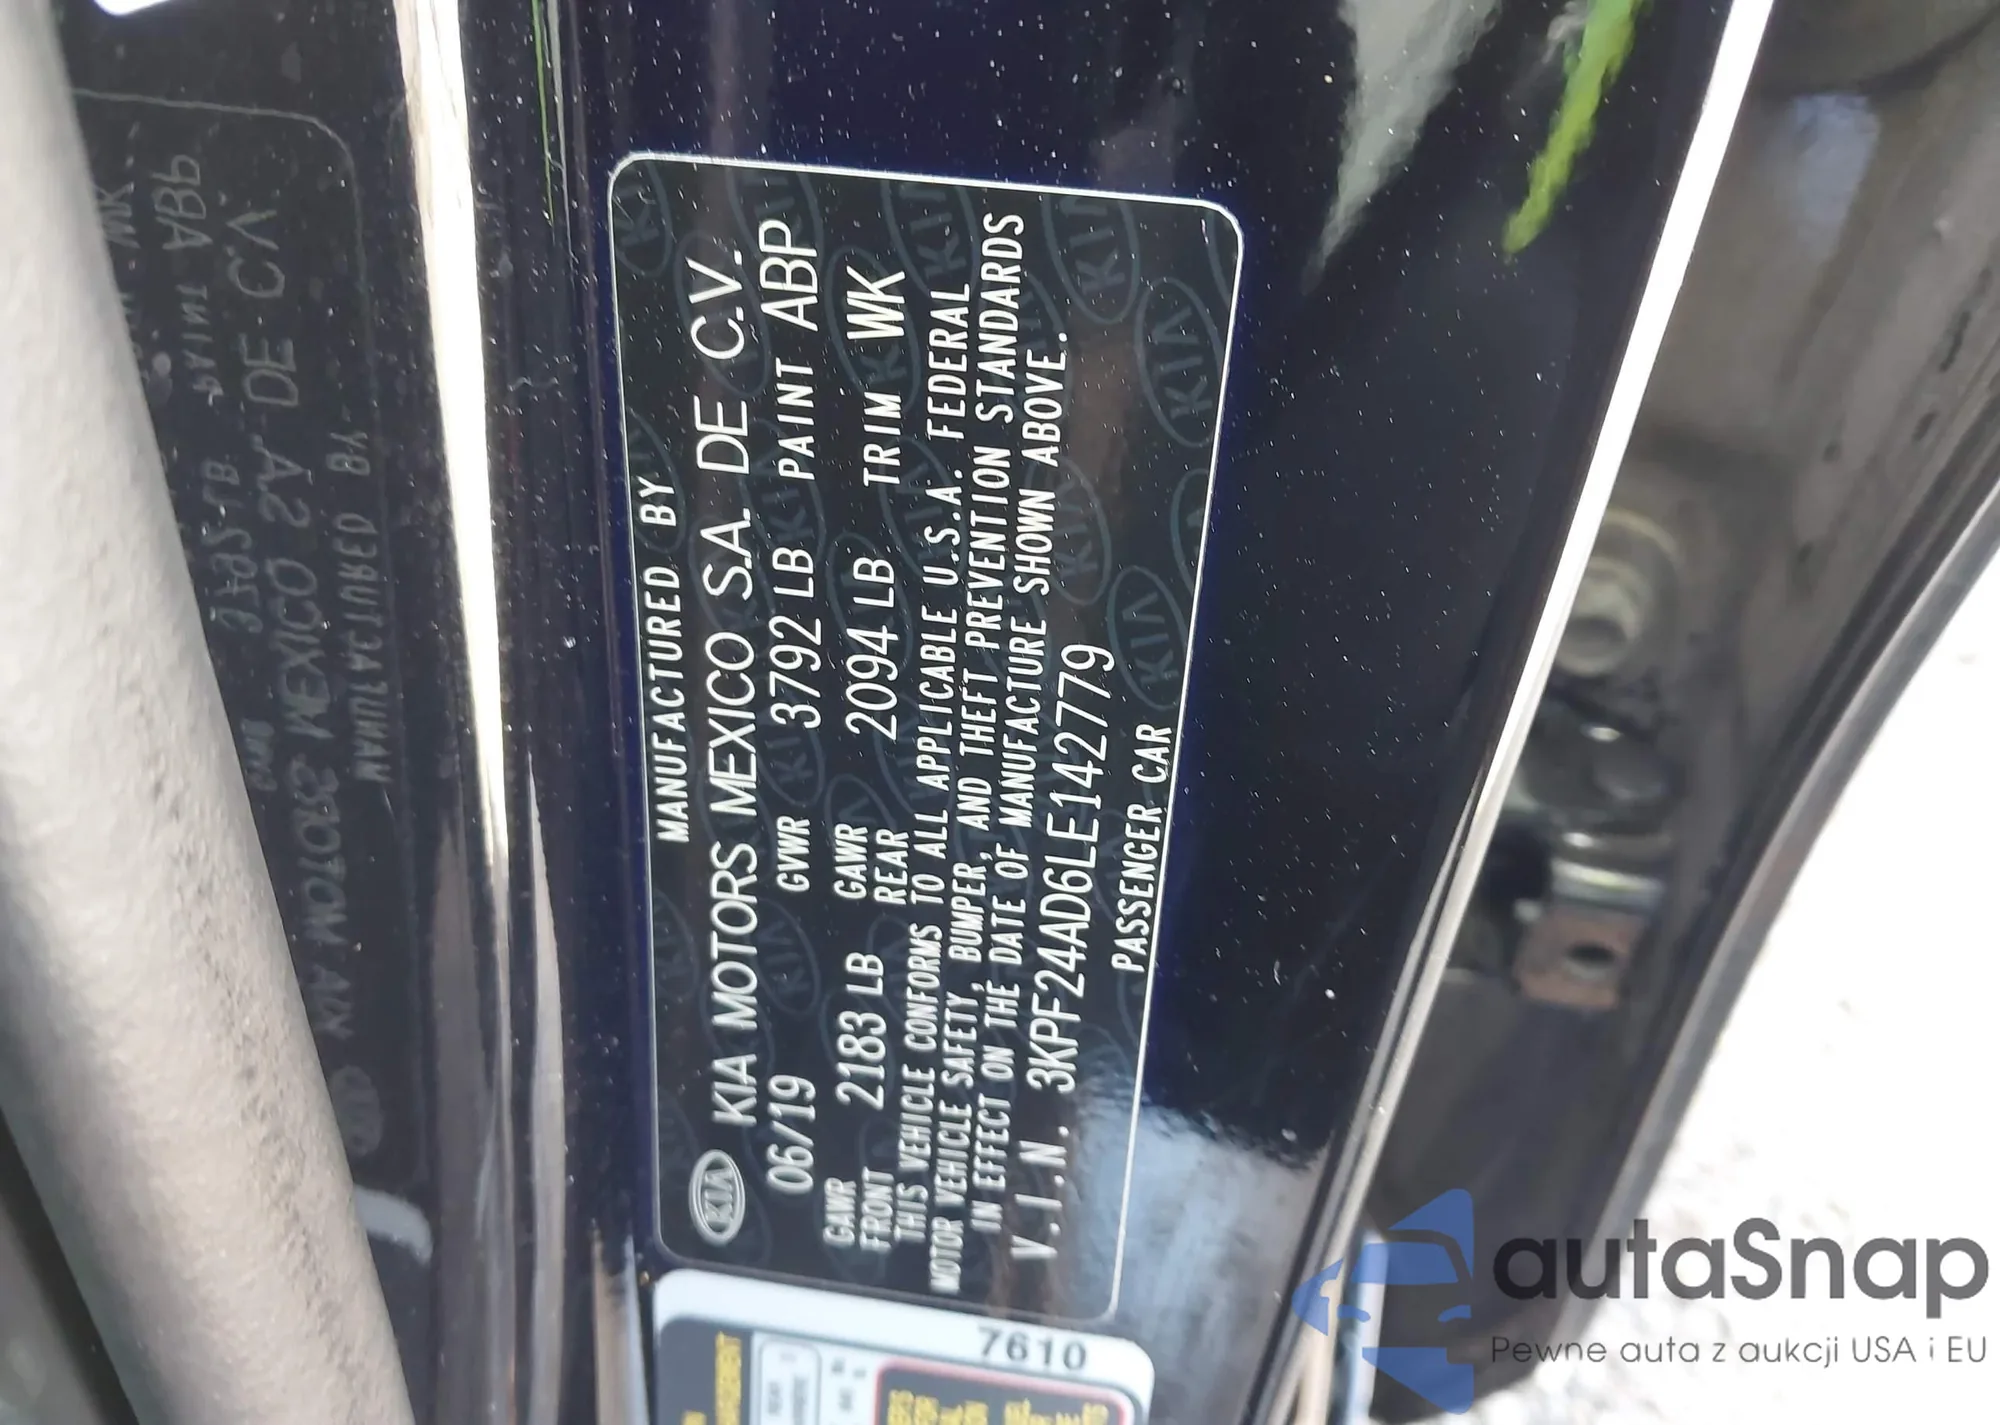 MANUFACTURED BY
KIA KIA MOTORS MEXICO S.A. DE C.V.
06/19 GVWR 3792 LB PAINT ABP
GAWR FRONT 2183 LB GAWR REAR 2094 LB TRIM WK
THIS VEHICLE CONFORMS TO ALL APPLICABLE U.S.A. FEDERAL
MOTOR VEHICLE SAFETY, BUMPER, AND THEFT PREVENTION STANDARDS
IN EFFECT ON THE DATE OF MANUFACTURE SHOWN ABOVE.
V.I.N. 3KPF24AD6LE142779
PASSENGER CAR
7610
autaSnap
Pewne auta z aukcji USA i EU